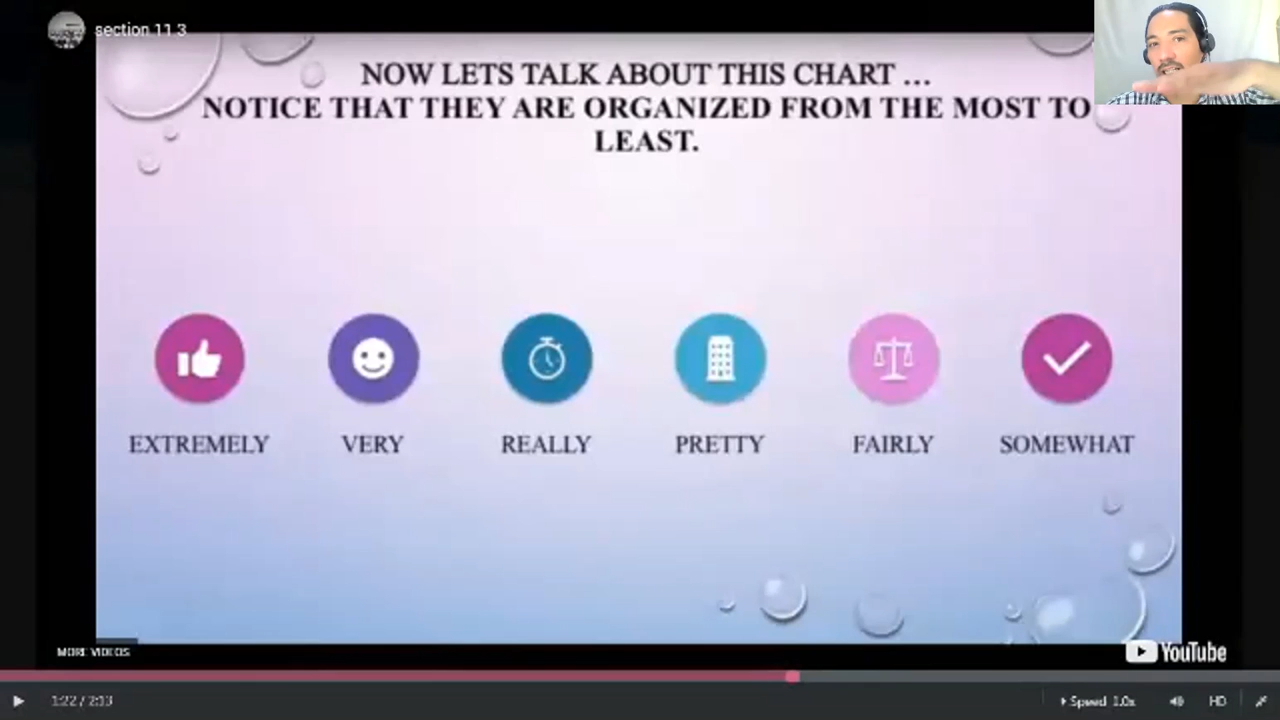 section 11 3
NOW LETS TALK ABOUT THIS CHART ...
NOTICE THAT THEY ARE ORGANIZED FROM THE MOST TO
LEAST.
EXTREMELY VERY REALLY PRETTY FAIRLY SOMEWHAT
MORE VIDEOS
YouTube
1:22 / 2:13
Speed 1.0x
HD